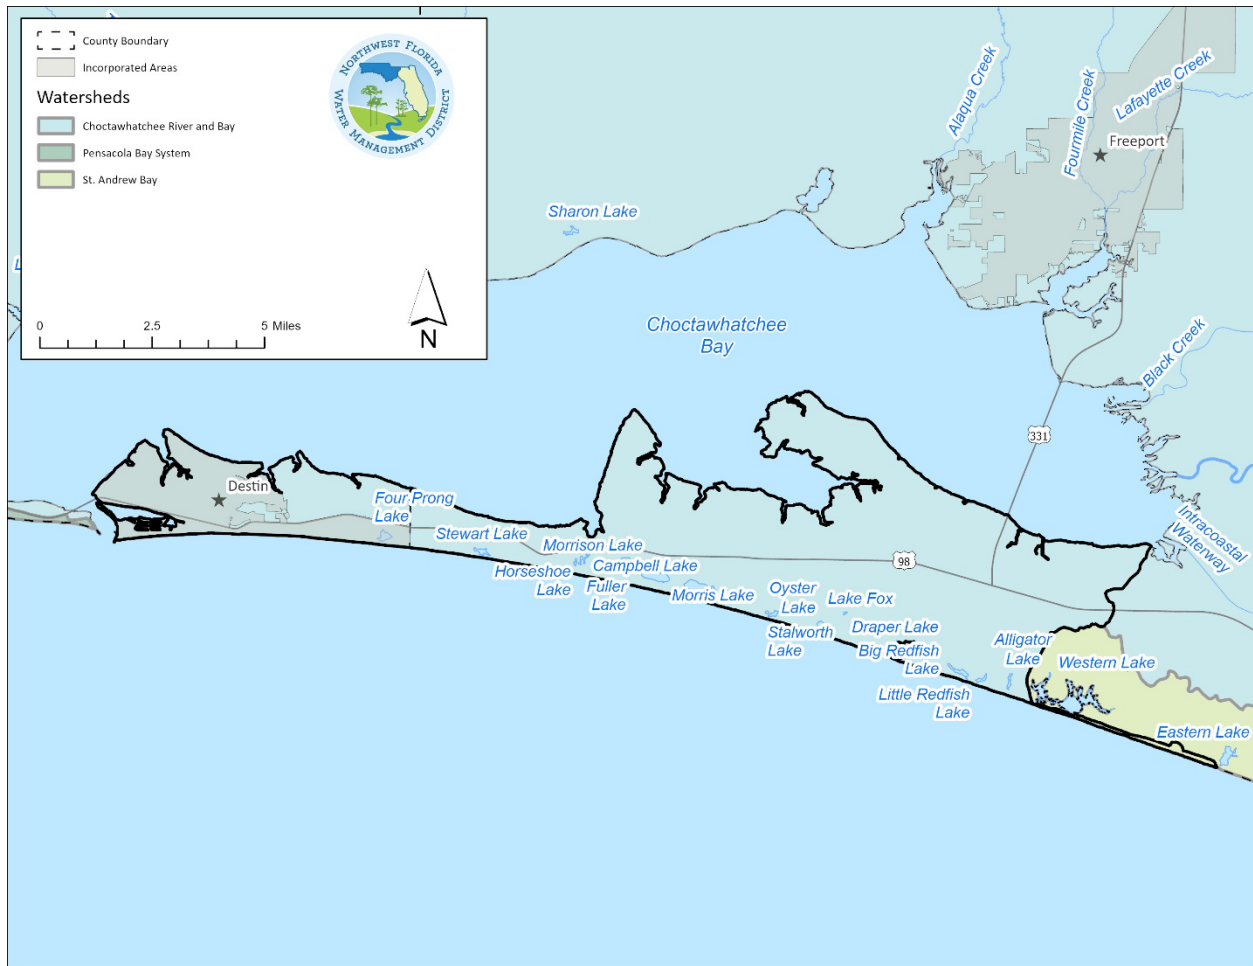 County Boundary
Incorporated Areas
Watersheds
Choctawhatchee River and Bay
Pensacola Bay System
St. Andrew Bay
NORTHWEST FLORIDA
WATER MANAGEMENT DISTRICT
0 2.5 5 Miles
N
L
Alaqua Creek
Fourmile Creek
Lafayette Creek
Freeport
Sharon Lake
Choctawhatchee
Bay
Black Creek
331
Intracoastal
Waterway
Destin
Four Prong
Lake
Stewart Lake
Morrison Lake
Horseshoe
Lake
Campbell Lake
Fuller
Lake
Morris Lake
98
Oyster
Lake
Lake Fox
Stalworth
Lake
Draper Lake
Big Redfish
Lake
Little Redfish
Lake
Alligator
Lake
Western Lake
Eastern Lake